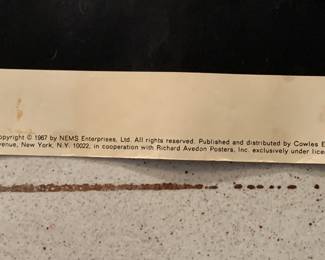 opyright © 1967 by NEMS Enterprises, Ltd. All rights reserved. Published and distributed by Cowles E
venue, New York, N.Y. 10022, in cooperation with Richard Avedon Posters, Inc. exclusively under lice